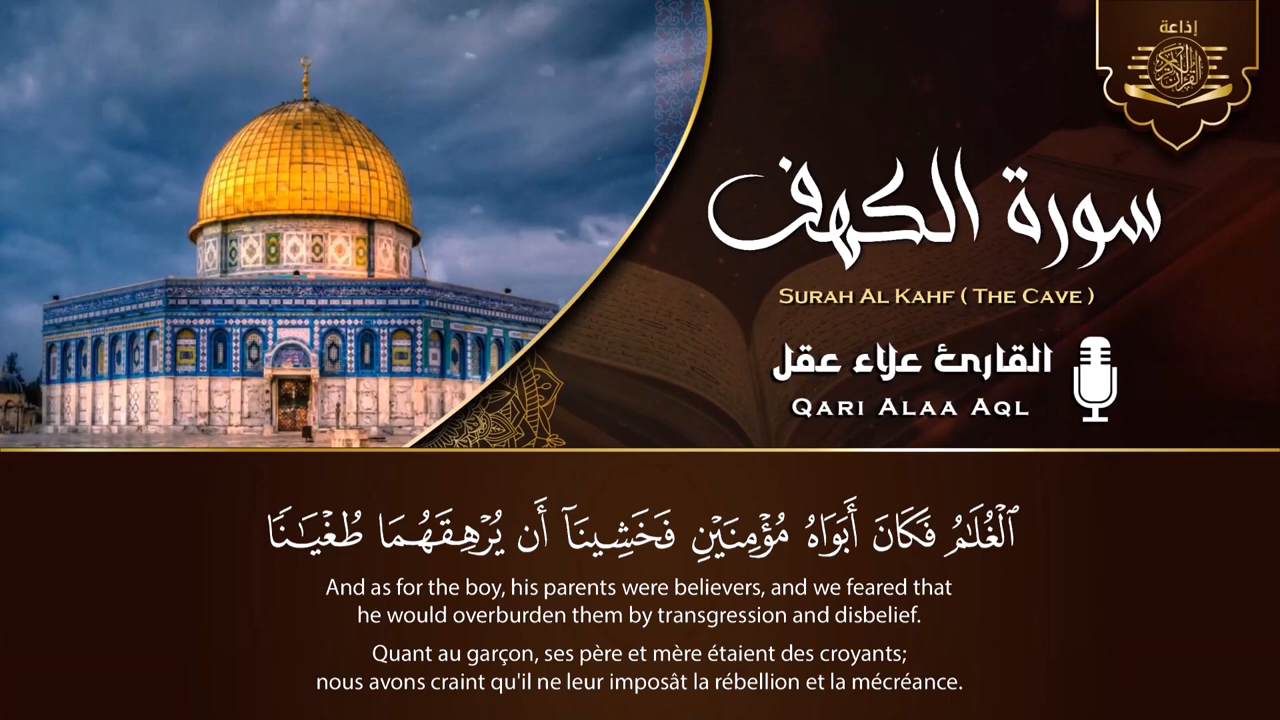 إذاعة
القرآن الكريم
سورة الكهف
SURAH AL KAHF ( THE CAVE )
القارئ علاء عقل
QARI ALAA AQL
ٱلْغُلَٰمُ فَكَانَ أَبَوَاهُ مُؤْمِنَيْنِ فَخَشِينَآ أَن يُرْهِقَهُمَا طُغْيَٰنًا
And as for the boy, his parents were believers, and we feared that
he would overburden them by transgression and disbelief.
Quant au garçon, ses père et mère étaient des croyants;
nous avons craint qu'il ne leur imposât la rébellion et la mécréance.